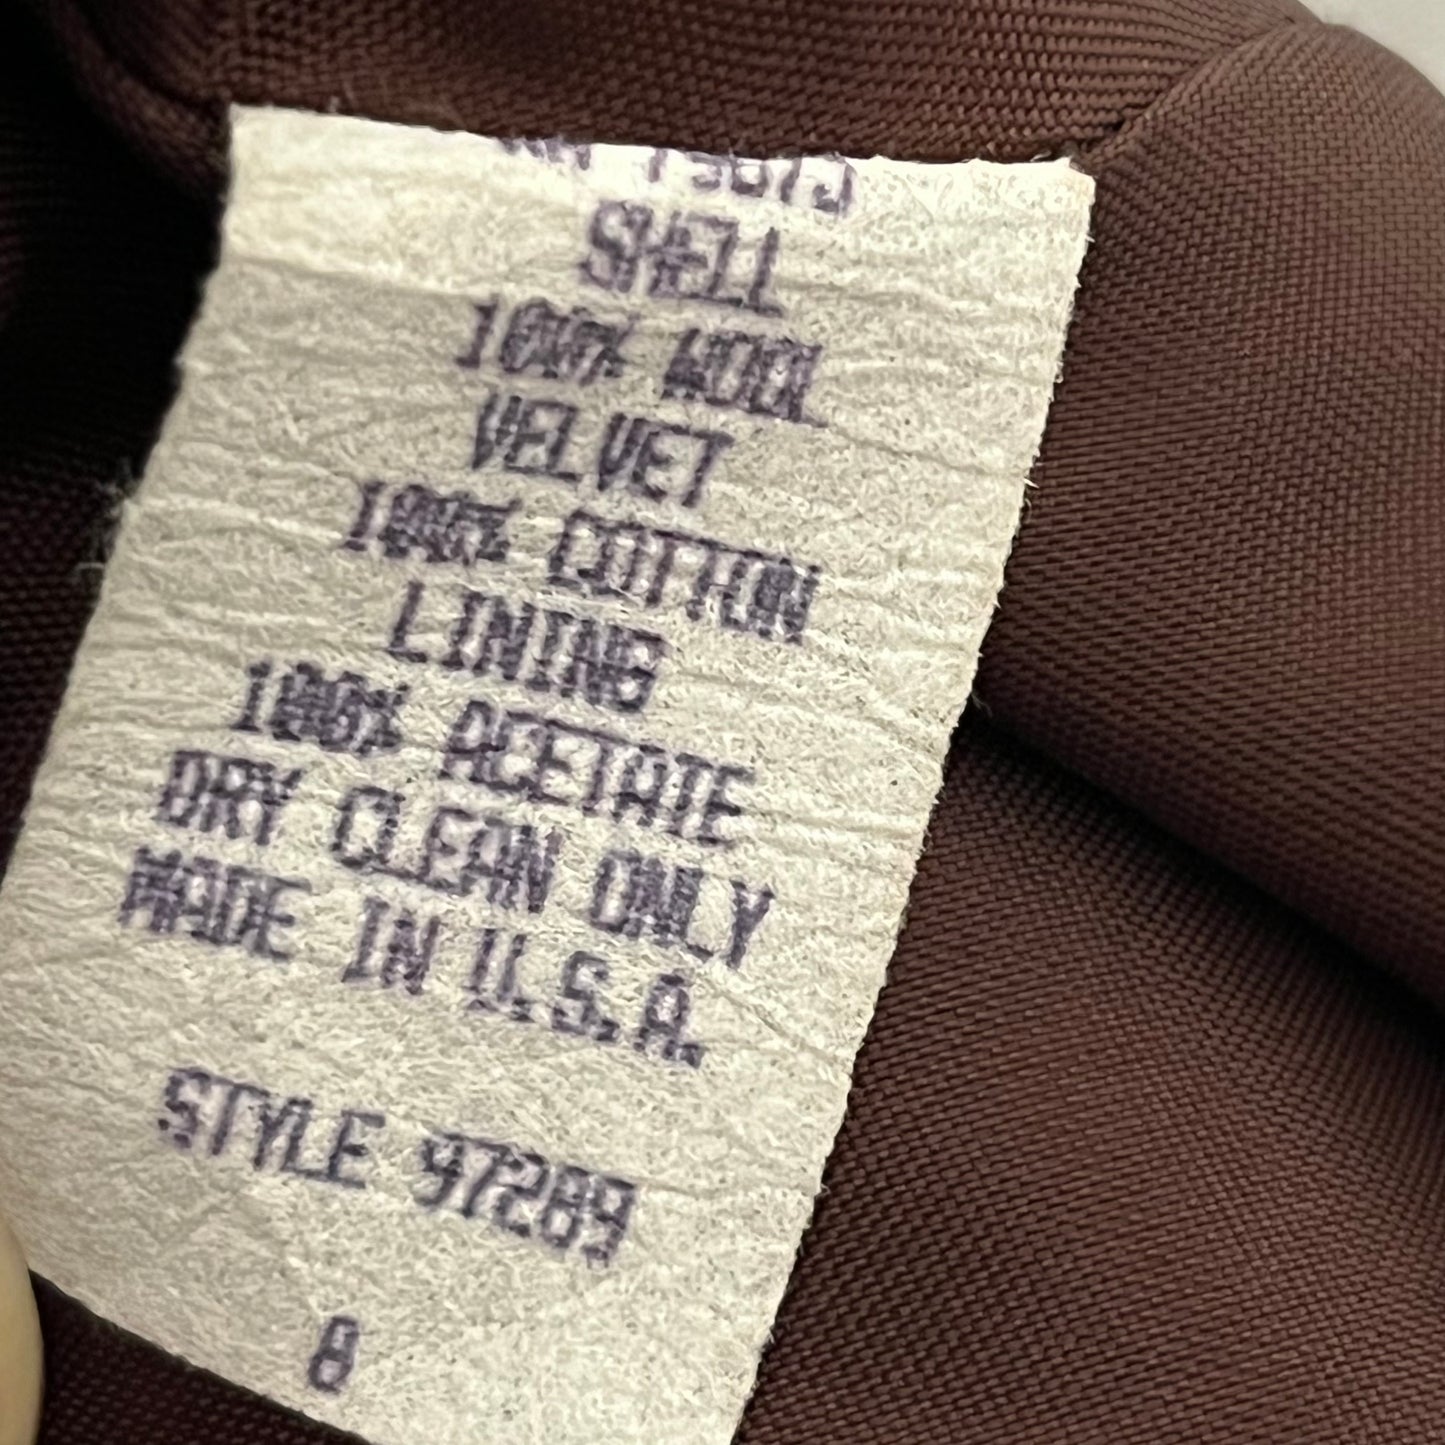 SHELL
100% WOOL
VELVET
100% COTTON
LINING
100% ACETATE
DRY CLEAN ONLY
MADE IN U.S.A.
STYLE 97289
8